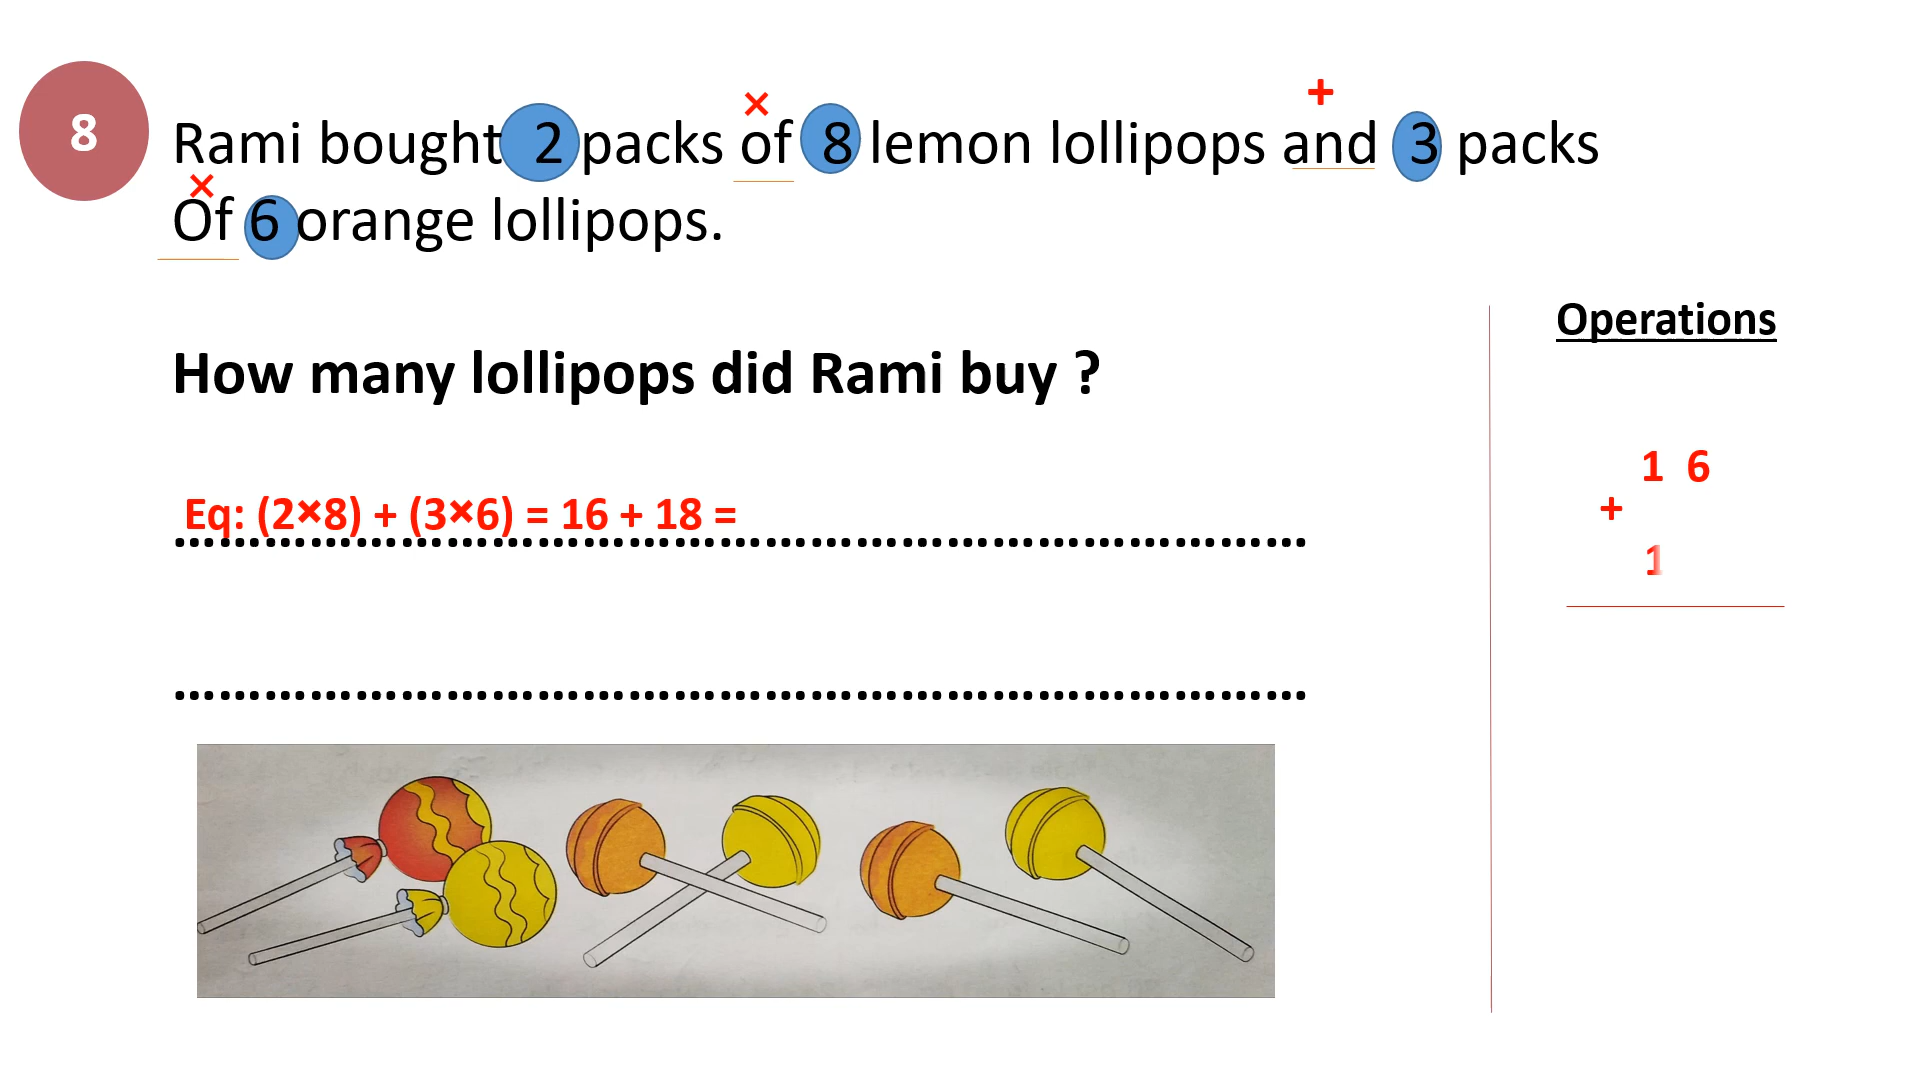 8
×
+
Rami bought 2 packs of 8 lemon lollipops and 3 packs
×
Of 6 orange lollipops.
Operations
How many lollipops did Rami buy ?
1 6
Eq: (2×8) + (3×6) = 16 + 18 =
+
1